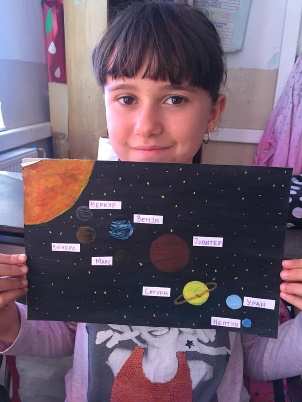 МЕРКУР
ЗЕМЈА
ВЕНЕРА
ЈУПИТЕР
МАРС
САТУРН
УРАН
НЕПТУН